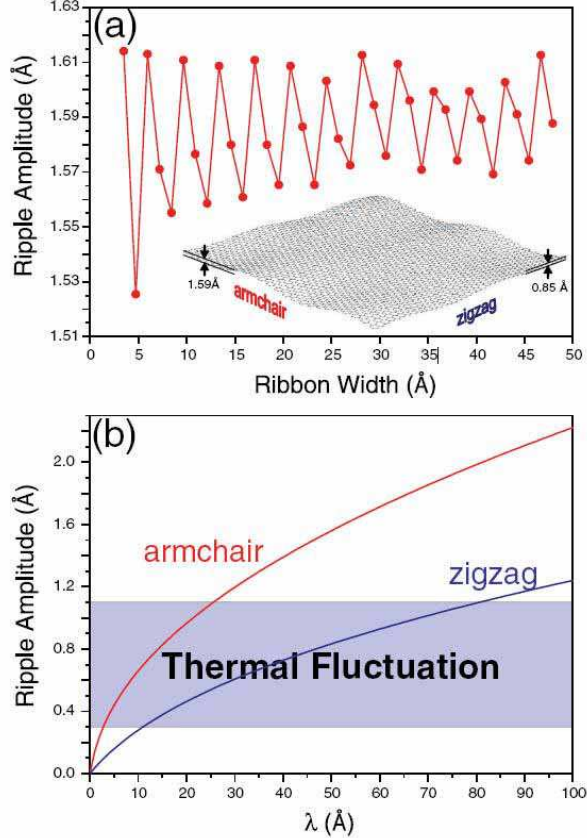 (a)
1.63
1.61
1.59
1.57
1.55
1.53
1.51
Ripple Amplitude (Å)
1.59Å
armchair
zigzag
0.85 Å
0 5 10 15 20 25 30 35 40 45 50
Ribbon Width (Å)
(b)
2.0
1.6
1.2
0.8
0.4
0.0
Ripple Amplitude (Å)
armchair
zigzag
Thermal Fluctuation
0 10 20 30 40 50 60 70 80 90 100
λ (Å)